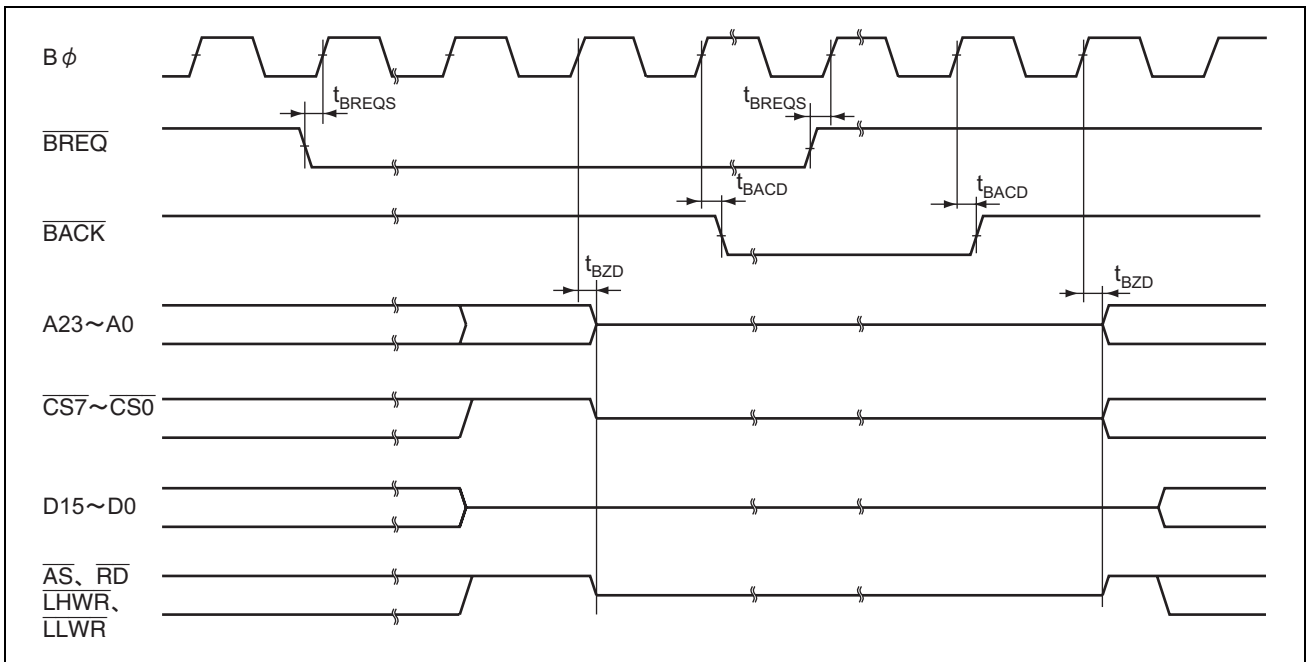 Bφ
tBREQS
tBREQS
BREQ
tBACD
tBACD
BACK
tBZD
tBZD
A23～A0
CS7～CS0
D15～D0
AS、RD
LHWR、
LLWR